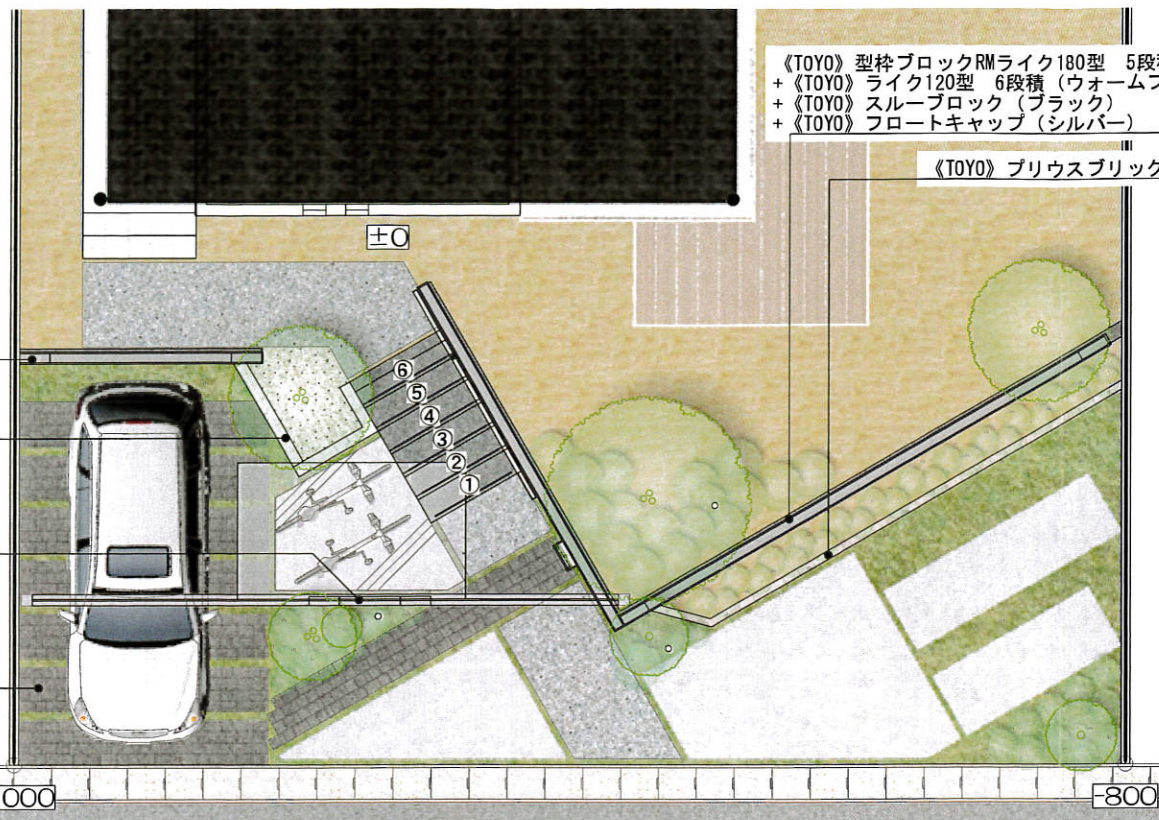 《TOYO》型枠ブロックRMライク180型 5段
+《TOYO》ライク120型 6段積（ウォーム
+《TOYO》スルーブロック（ブラック）
+《TOYO》フロートキャップ（シルバー）
《TOYO》プリウスブリック
±0
⑥
⑤
④
③
②
①
000
-800